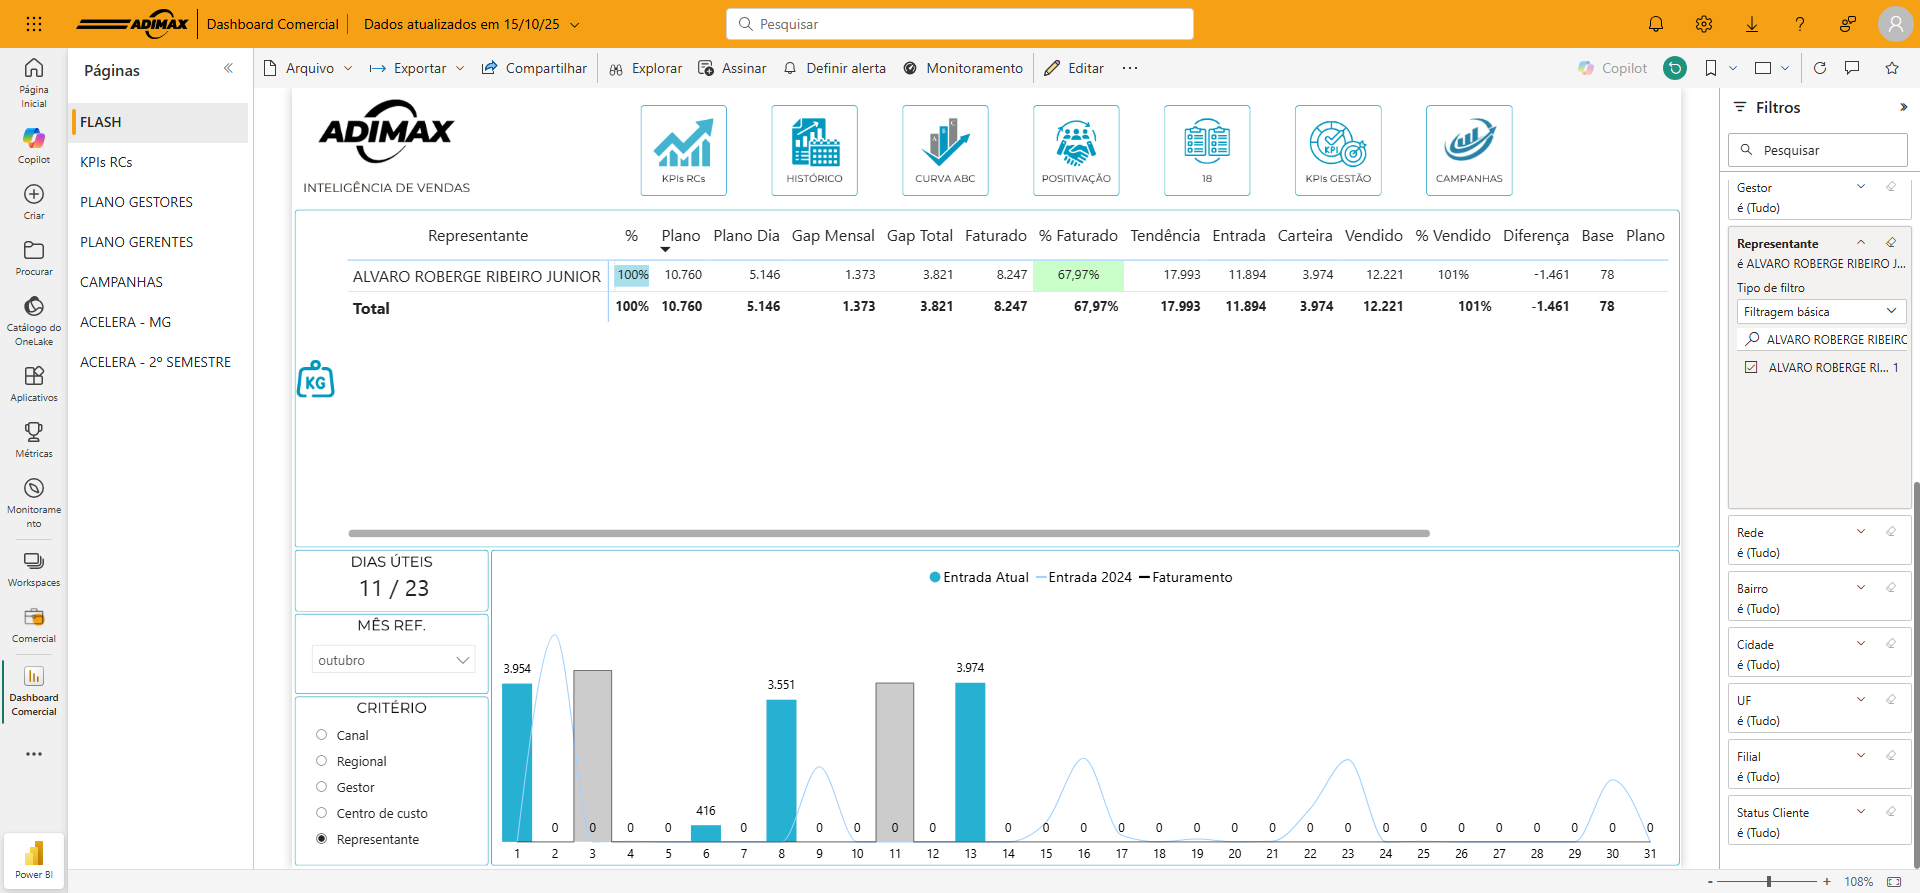 ADIMAX
Dashboard Comercial
Dados atualizados em 15/10/25
Pesquisar
Arquivo
Exportar
Compartilhar
Explorar
Assinar
Definir alerta
Monitoramento
Editar
Copilot
Página
Inicial
Copilot
Criar
Procurar
Catálogo do
OneLake
Aplicativos
Métricas
Monitorame
nto
Workspaces
Comercial
Dashboard
Comercial
Power BI
Páginas
FLASH
KPIs RCs
PLANO GESTORES
PLANO GERENTES
CAMPANHAS
ACELERA - MG
ACELERA - 2º SEMESTRE
ADIMAX
INTELIGÊNCIA DE VENDAS
KPIs RCs
HISTÓRICO
A B C
CURVA ABC
POSITIVAÇÃO
18
KPI
KPIs GESTÃO
CAMPANHAS
Representante % Plano Plano Dia Gap Mensal Gap Total Faturado % Faturado Tendência Entrada Carteira Vendido % Vendido Diferença Base Plano
ALVARO ROBERGE RIBEIRO JUNIOR 100% 10.760 5.146 1.373 3.821 8.247 67,97% 17.993 11.894 3.974 12.221 101% -1.461 78
Total 100% 10.760 5.146 1.373 3.821 8.247 67,97% 17.993 11.894 3.974 12.221 101% -1.461 78
KG
DIAS ÚTEIS
11 / 23
MÊS REF.
outubro
CRITÉRIO
Canal
Regional
Gestor
Centro de custo
Representante
Entrada Atual Entrada 2024 Faturamento
3.954 0 0 0 0 416 0 3.551 0 0 0 0 3.974 0 0 0 0 0 0 0 0 0 0 0 0 0 0 0 0 0 0
1 2 3 4 5 6 7 8 9 10 11 12 13 14 15 16 17 18 19 20 21 22 23 24 25 26 27 28 29 30 31
Filtros
Pesquisar
Gestor
é (Tudo)
Representante
é ALVARO ROBERGE RIBEIRO J...
Tipo de filtro
Filtragem básica
ALVARO ROBERGE RIBEIRO
ALVARO ROBERGE RI... 1
Rede
é (Tudo)
Bairro
é (Tudo)
Cidade
é (Tudo)
UF
é (Tudo)
Filial
é (Tudo)
Status Cliente
é (Tudo)
- + 108%